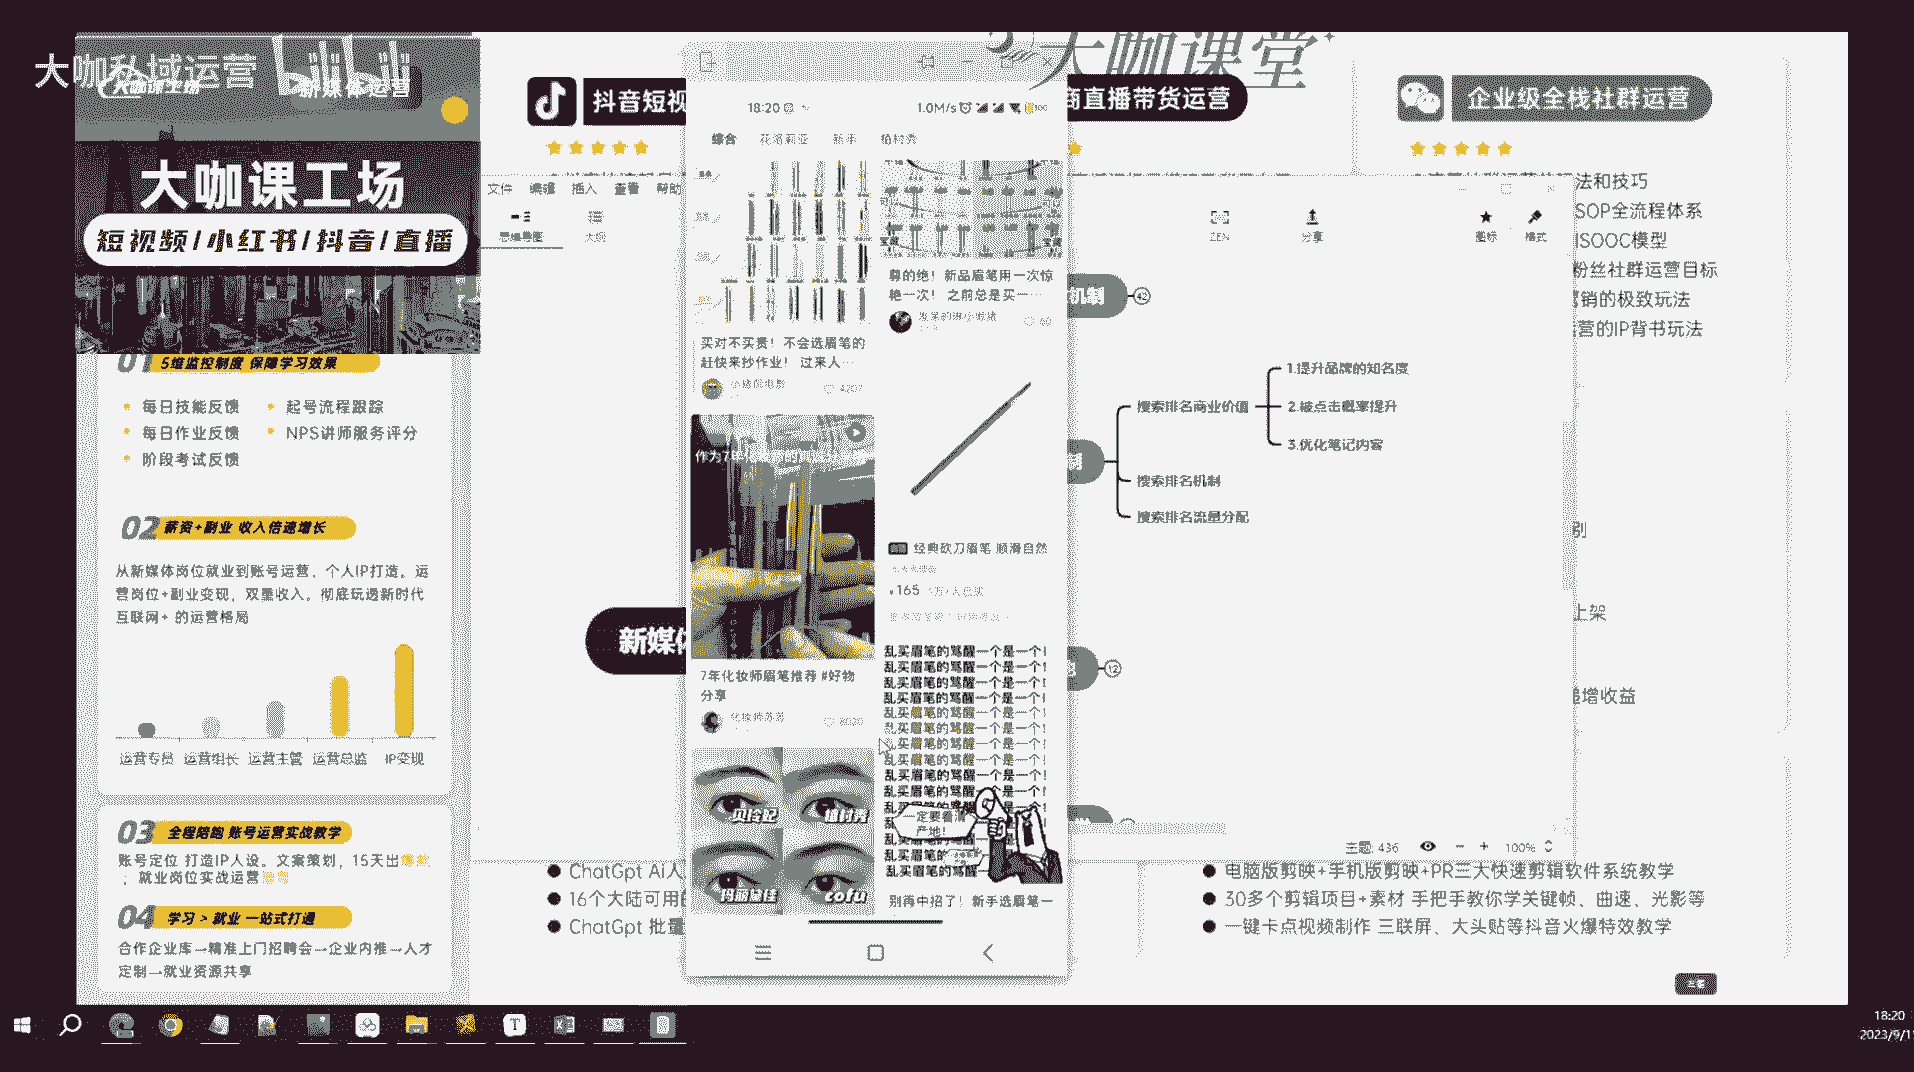 大咖私域运营
大咖课工场
新媒体运营
大咖课工场
短视频/小红书/抖音/直播
01 5维监控制度 保障学习效果
每日技能反馈
起号流程跟踪
每日作业反馈
NPS讲师服务评分
阶段考试反馈
02 薪资+副业 收入倍速增长
从新媒体岗位就业到账号运营,个人IP打造。运
营岗位+副业变现,双重收入。彻底玩透新时代
互联网+ 的运营格局
运营专员 运营组长 运营主管 运营总监 IP变现
03 全程陪跑 账号运营实战教学
账号定位 打造IP人设。文案策划,15天出爆款
;就业岗位实战运营
04 学习 > 就业 一站式打通
合作企业库→精准上门招聘会→企业内推→人才
定制→就业资源共享
大咖课堂
抖音短视
商直播带货运营
企业级全栈社群运营
文件 编辑 插入 查看 帮助
思维导图
大纲
ZEN
分享
图标
格式
法和技巧
SOP全流程体系
ISOOC模型
粉丝社群运营目标
营销的极致玩法
运营的IP背书玩法
18:20
1.0M/s
100
综合
花洛莉亚
新手
植村秀
买对不买贵!不会选眉笔的
赶快来抄作业! 过来人…
4207
尊的绝!新品眉笔用一次惊
艳一次! 之前总是买一…
60
作为7年化妆师的
7年化妆师眉笔推荐 #好物
分享
化妆师苏苏
8020
经典砍刀眉笔 顺滑自然
165
乱买眉笔的骂醒一个是一个!
乱买眉笔的骂醒一个是一个!
乱买眉笔的骂醒一个是一个!
乱买眉笔的骂醒一个是一个!
乱买眉笔的骂醒一个是一个!
乱买眉笔的骂醒一个是一个!
乱买眉笔的骂醒一个是一个!
乱买眉笔的骂醒一个是一个!
乱买眉笔的骂醒一个是一个!
一定要看清
产地!
贝玲妃
植村秀
玛丽黛佳
cofu
别再中招了!新手选眉笔一
新媒体
机制
42
制
搜索排名商业价值
1.提升品牌的知名度
2.被点击概率提升
3.优化笔记内容
搜索排名机制
搜索排名流量分配
12
别
上架
递增收益
主题: 436
100%
ChatGpt AI人
16个大陆可用的
ChatGpt 批量
电脑版剪映+手机版剪映+PR三大快速剪辑软件系统教学
30多个剪辑项目+素材 手把手教你学关键帧、曲速、光影等
一键卡点视频制作 三联屏、大头贴等抖音火爆特效教学
18:20
2023/9/1